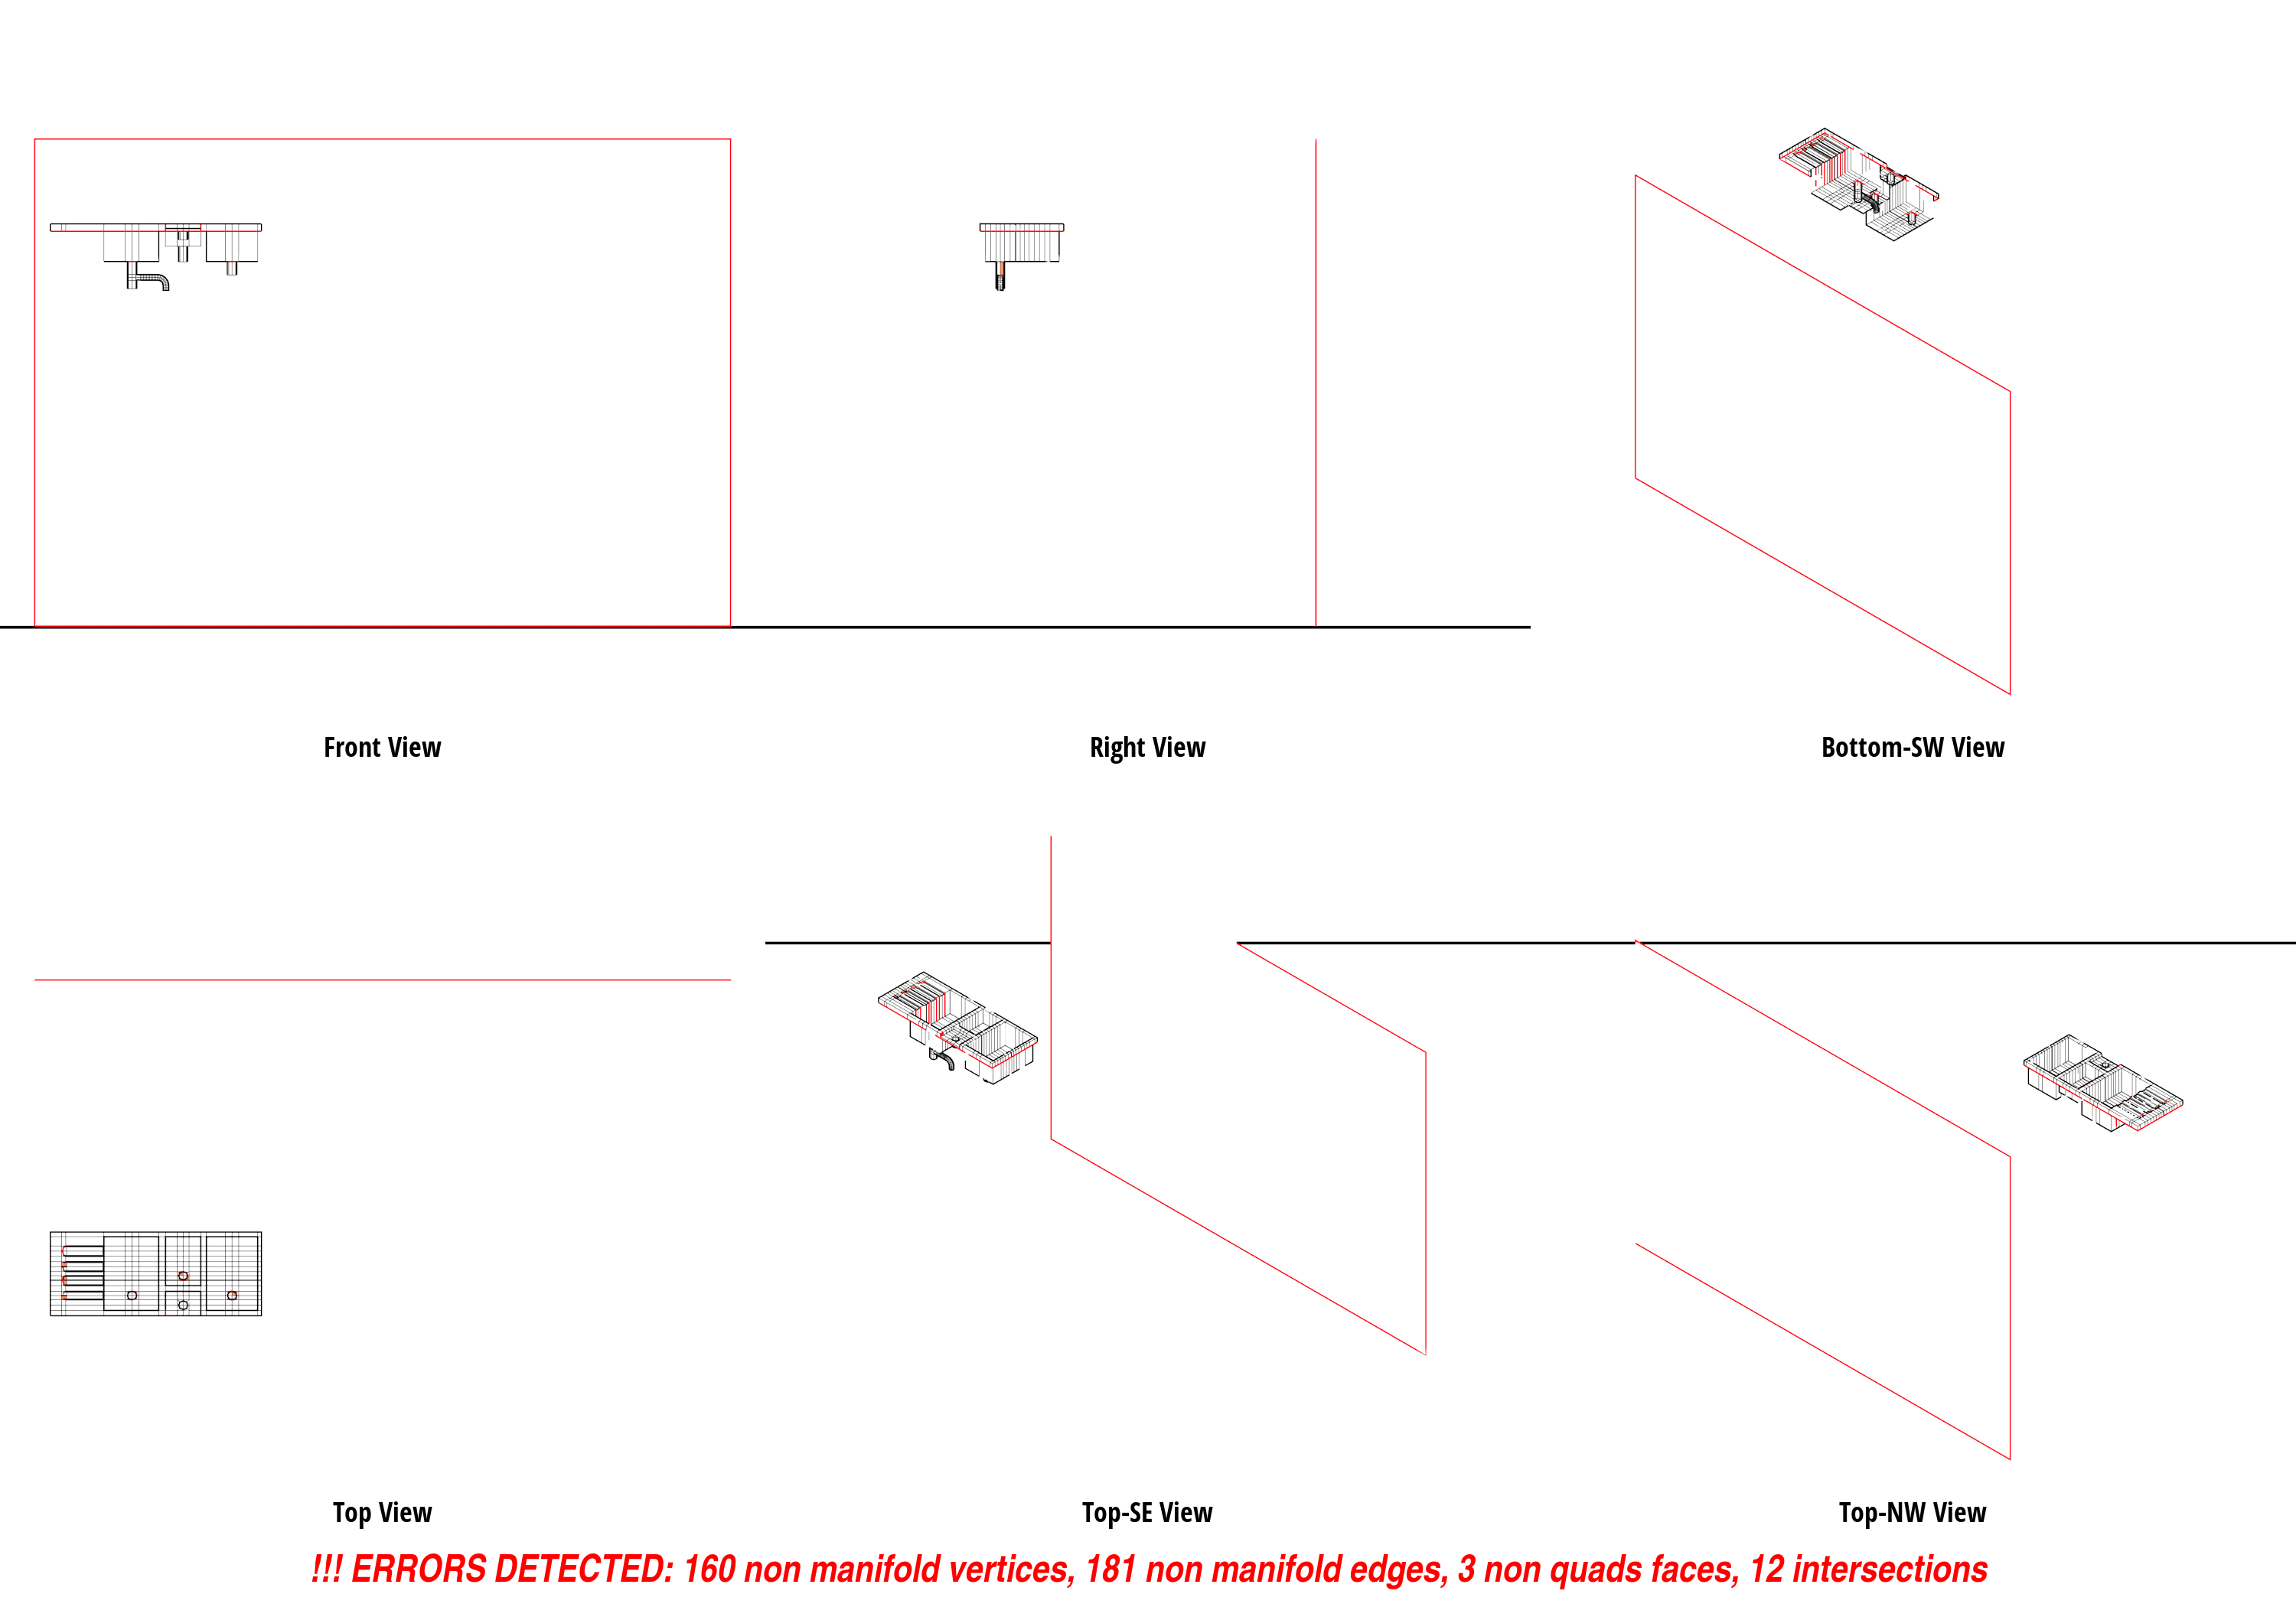 Front View
Right View
Bottom-SW View
Top View
Top-SE View
Top-NW View
!!! ERRORS DETECTED: 160 non manifold vertices, 181 non manifold edges, 3 non quads faces, 12 intersections